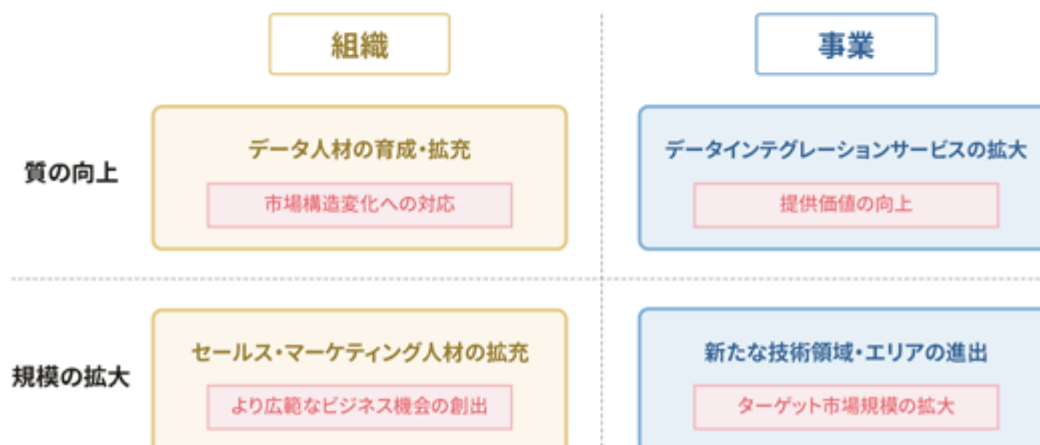 組織
事業
質の向上
データ人材の育成・拡充
市場構造変化への対応
データインテグレーションサービスの拡大
提供価値の向上
規模の拡大
セールス・マーケティング人材の拡充
より広範なビジネス機会の創出
新たな技術領域・エリアの進出
ターゲット市場規模の拡大